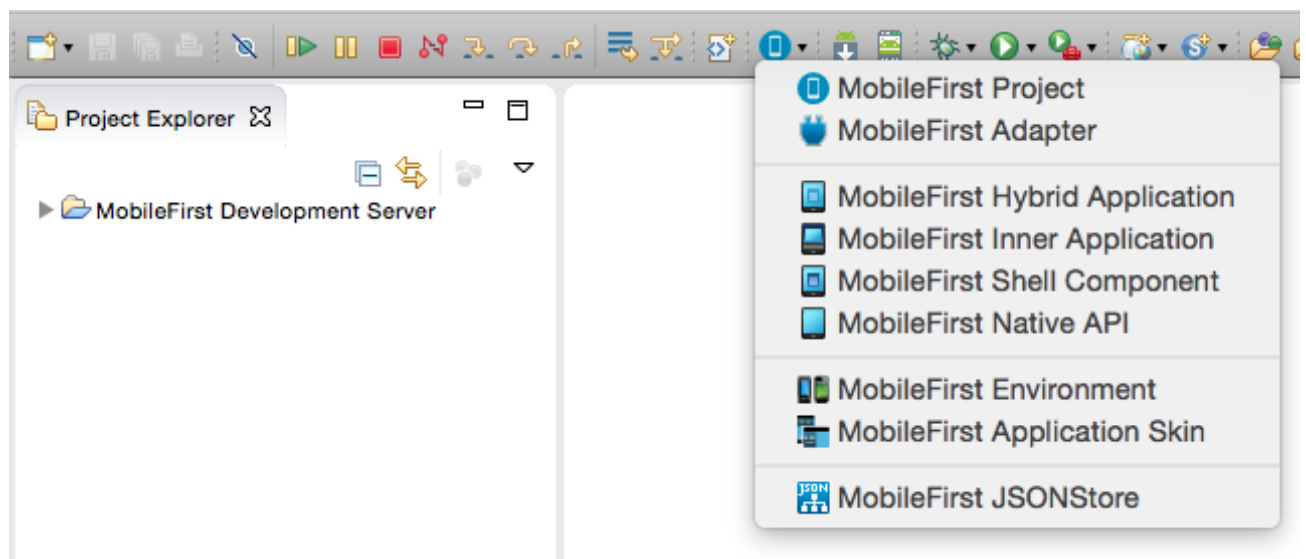 Project Explorer
MobileFirst Development Server
MobileFirst Project
MobileFirst Adapter
MobileFirst Hybrid Application
MobileFirst Inner Application
MobileFirst Shell Component
MobileFirst Native API
MobileFirst Environment
MobileFirst Application Skin
JSON
MobileFirst JSONStore